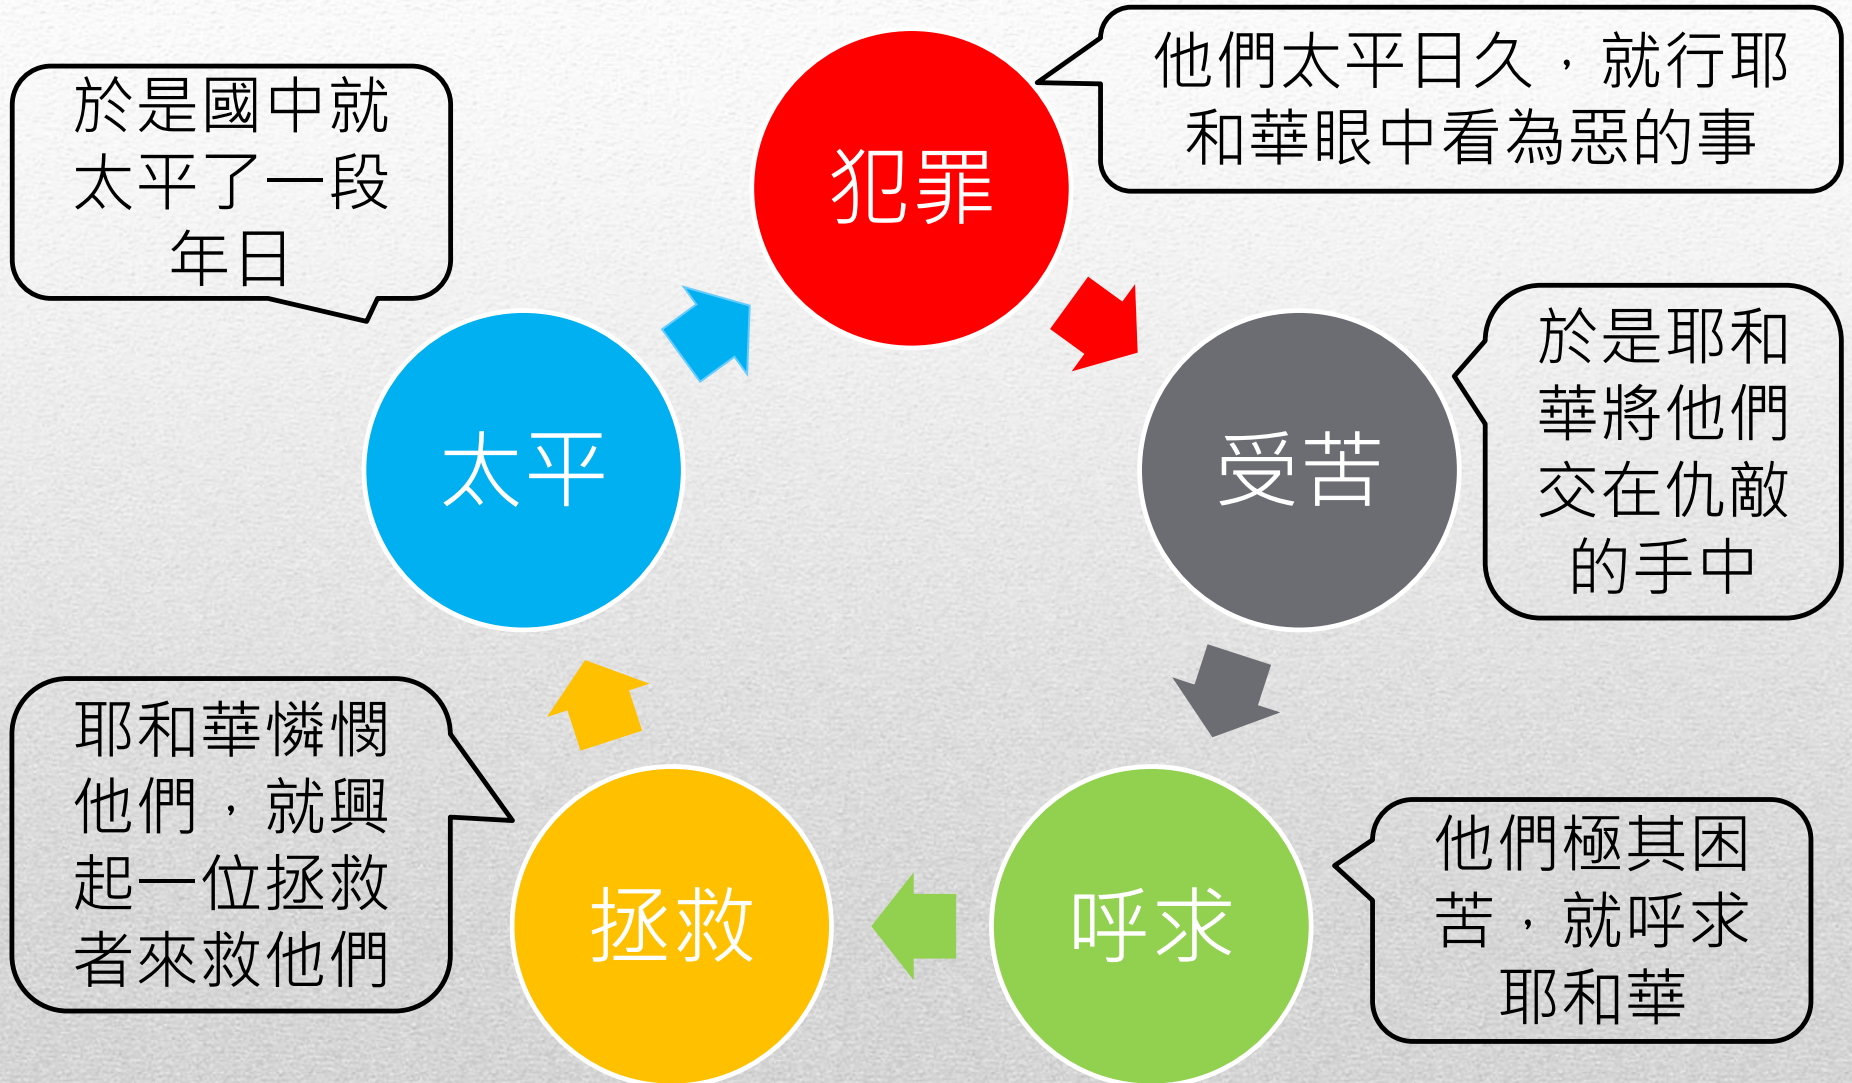 犯罪
他們太平日久，就行耶
和華眼中看為惡的事
受苦
於是耶和
華將他們
交在仇敵
的手中
呼求
他們極其困
苦，就呼求
耶和華
拯救
耶和華憐憫
他們，就興
起一位拯救
者來救他們
太平
於是國中就
太平了一段
年日